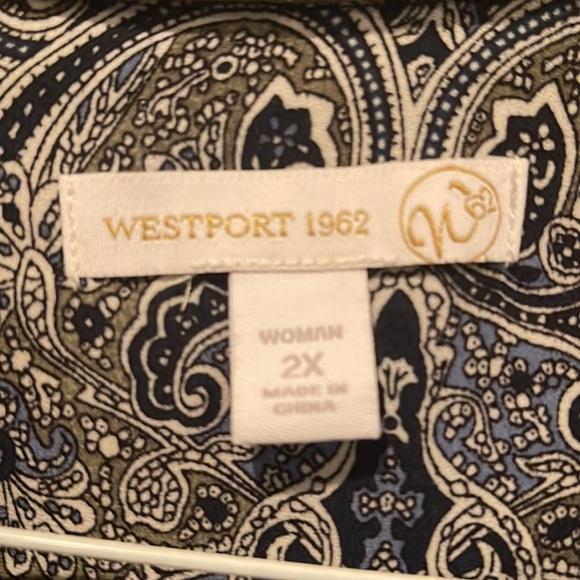 WESTPORT 1962
W62
WOMAN
2X
MADE IN
CHINA